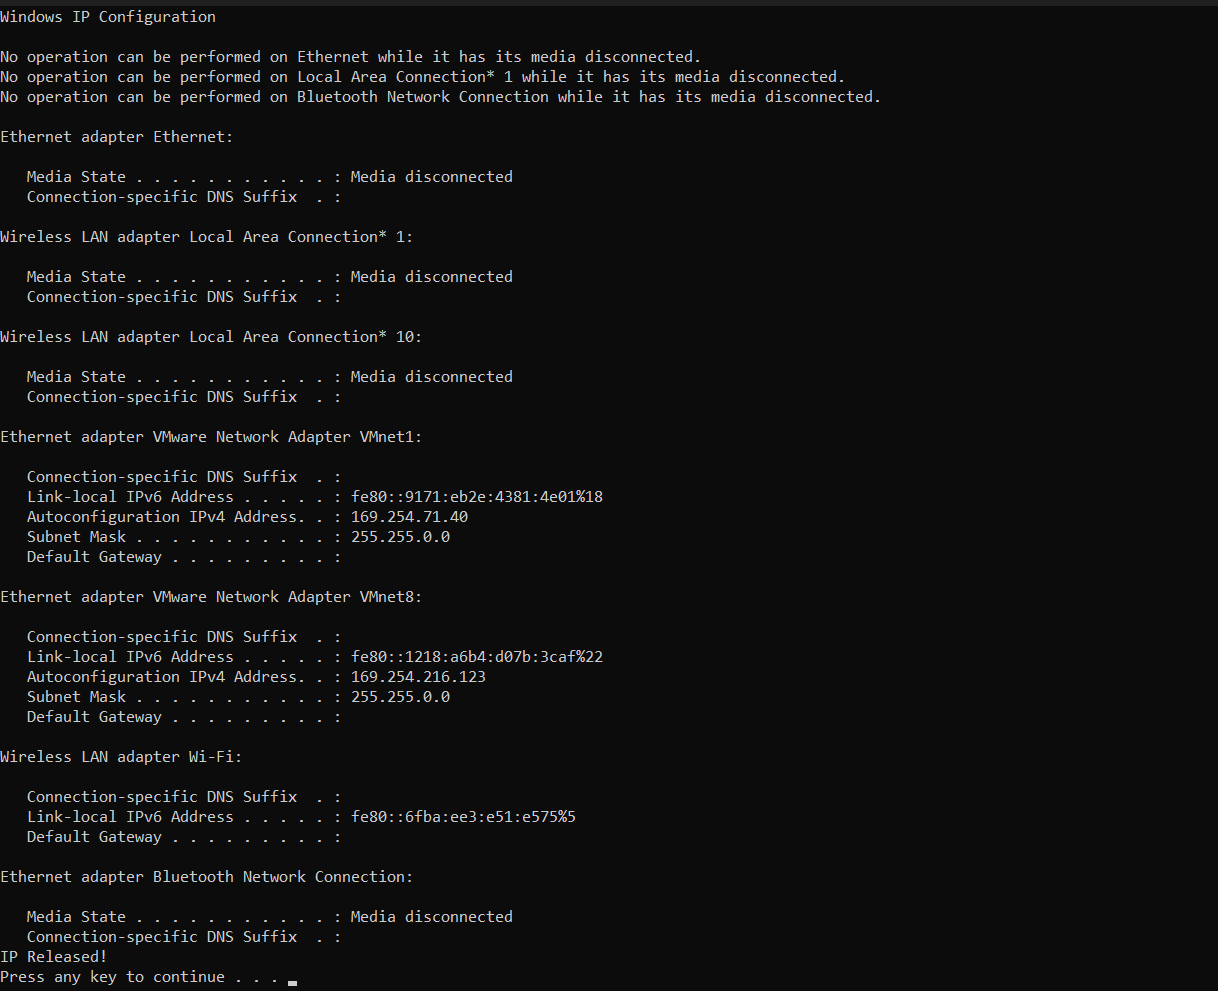 Windows IP Configuration
No operation can be performed on Ethernet while it has its media disconnected.
No operation can be performed on Local Area Connection* 1 while it has its media disconnected.
No operation can be performed on Bluetooth Network Connection while it has its media disconnected.
Ethernet adapter Ethernet:
Media State . . . . . . . . . . . : Media disconnected
Connection-specific DNS Suffix  . :
Wireless LAN adapter Local Area Connection* 1:
Media State . . . . . . . . . . . : Media disconnected
Connection-specific DNS Suffix  . :
Wireless LAN adapter Local Area Connection* 10:
Media State . . . . . . . . . . . : Media disconnected
Connection-specific DNS Suffix  . :
Ethernet adapter VMware Network Adapter VMnet1:
Connection-specific DNS Suffix  . :
Link-local IPv6 Address . . . . . : fe80::9171:eb2e:4381:4e01%18
Autoconfiguration IPv4 Address. . : 169.254.71.40
Subnet Mask . . . . . . . . . . . : 255.255.0.0
Default Gateway . . . . . . . . . :
Ethernet adapter VMware Network Adapter VMnet8:
Connection-specific DNS Suffix  . :
Link-local IPv6 Address . . . . . : fe80::1218:a6b4:d07b:3caf%22
Autoconfiguration IPv4 Address. . : 169.254.216.123
Subnet Mask . . . . . . . . . . . : 255.255.0.0
Default Gateway . . . . . . . . . :
Wireless LAN adapter Wi-Fi:
Connection-specific DNS Suffix  . :
Link-local IPv6 Address . . . . . : fe80::6fba:ee3:e51:e575%5
Default Gateway . . . . . . . . . :
Ethernet adapter Bluetooth Network Connection:
Media State . . . . . . . . . . . : Media disconnected
Connection-specific DNS Suffix  . :
IP Released!
Press any key to continue . . .